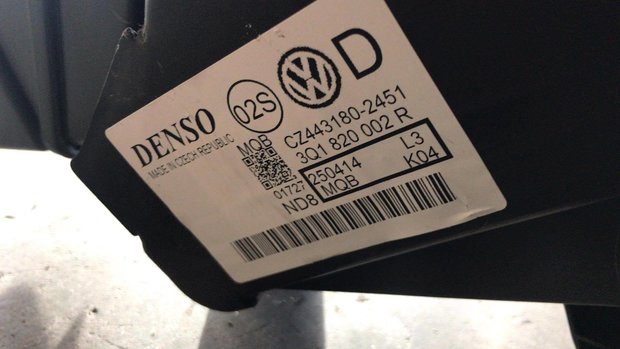 DENSO
MADE IN CZECH REPUBLIC
02S
D
MQB
CZ443180-2451
3Q1 820 002 R
01727
250414 L3
MQB K04
ND8